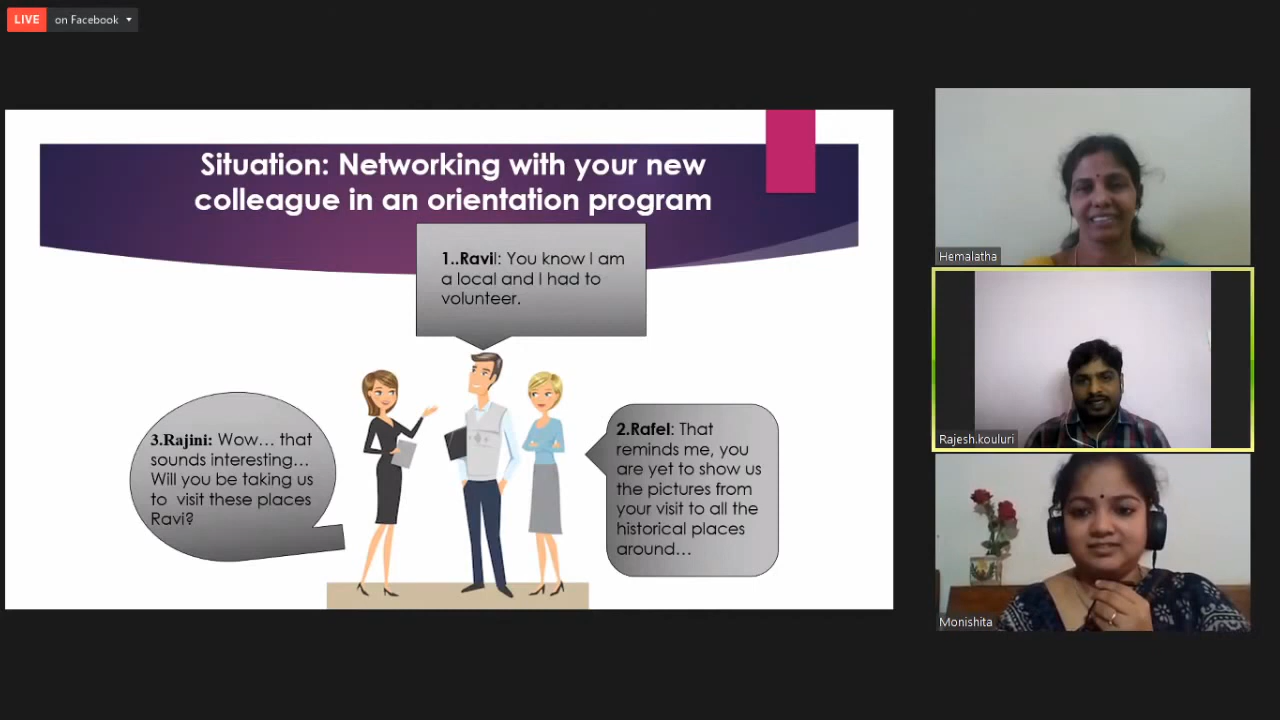 LIVE on Facebook
Situation: Networking with your new
colleague in an orientation program
1..Ravil: You know I am
a local and I had to
volunteer.
2.Rafel: That
reminds me, you
are yet to show us
the pictures from
your visit to all the
historical places
around...
3.Rajini: Wow... that
sounds interesting...
Will you be taking us
to visit these places
Ravi?
Hemalatha
Rajesh.kouluri
Monishita